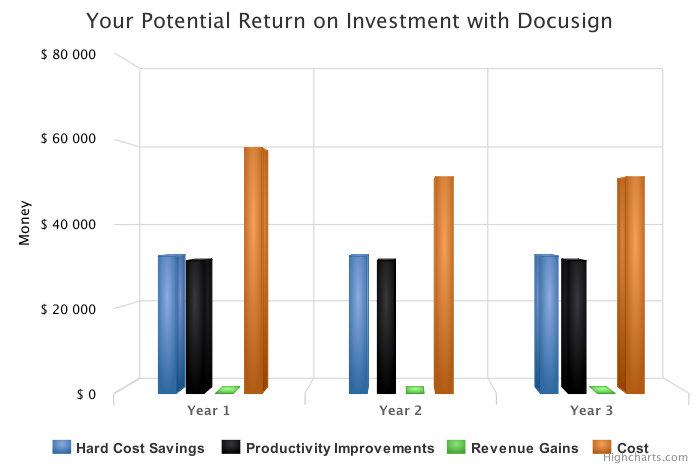 Your Potential Return on Investment with Docusign
$ 80 000
$ 60 000
$ 40 000
$ 20 000
$ 0
Money
Year 1
Year 2
Year 3
Hard Cost Savings
Productivity Improvements
Revenue Gains
Cost
Highcharts.com